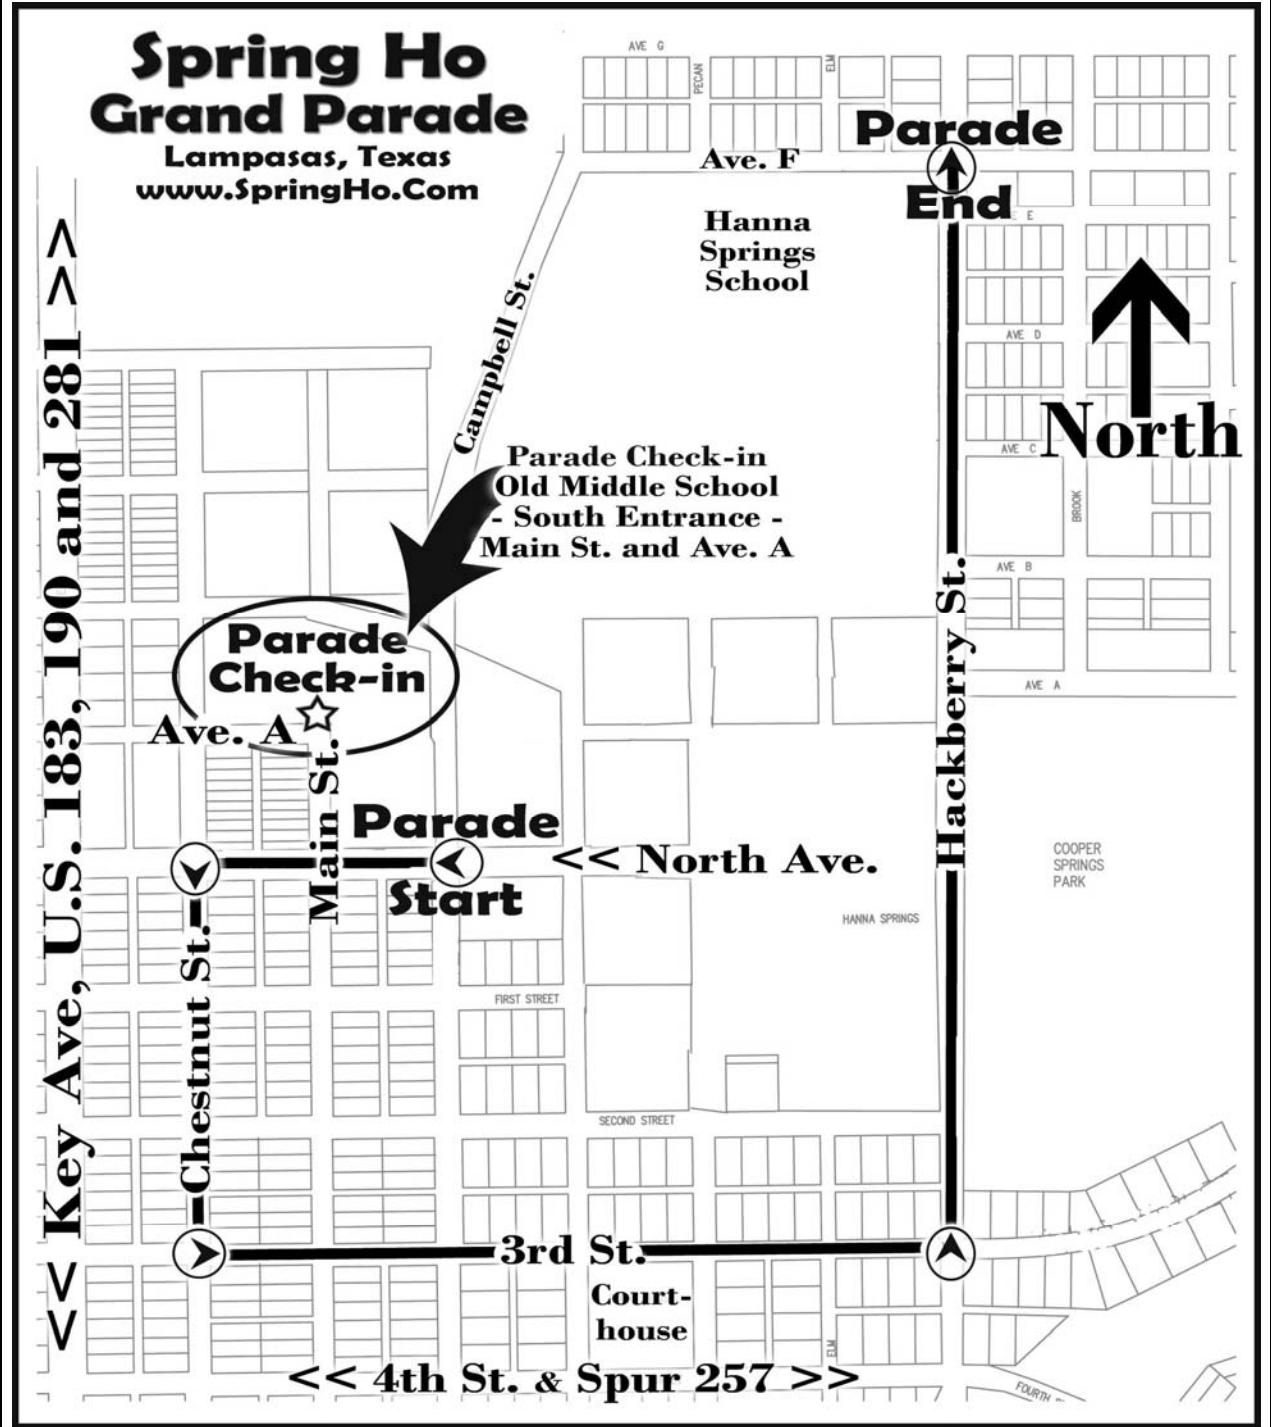 Spring Ho
Grand Parade
Lampasas, Texas
www.SpringHo.Com
AVE G
PECAN
ELM
Parade
End
Ave. F
E
Hanna
Springs
School
<< Key Ave, U.S. 183, 190 and 281 >>
Campbell St.
AVE D
North
AVE C
BROOK
Parade Check-in
Old Middle School
- South Entrance -
Main St. and Ave. A
AVE B
Hackberry St.
AVE A
Parade
Check-in
Ave. A
Main St.
Parade
Start
<< North Ave.
COOPER
SPRINGS
PARK
HANNA SPRINGS
Chestnut St.
FIRST STREET
SECOND STREET
3rd St.
Court-
house
ELM
<< 4th St. & Spur 257 >>
FOURTH